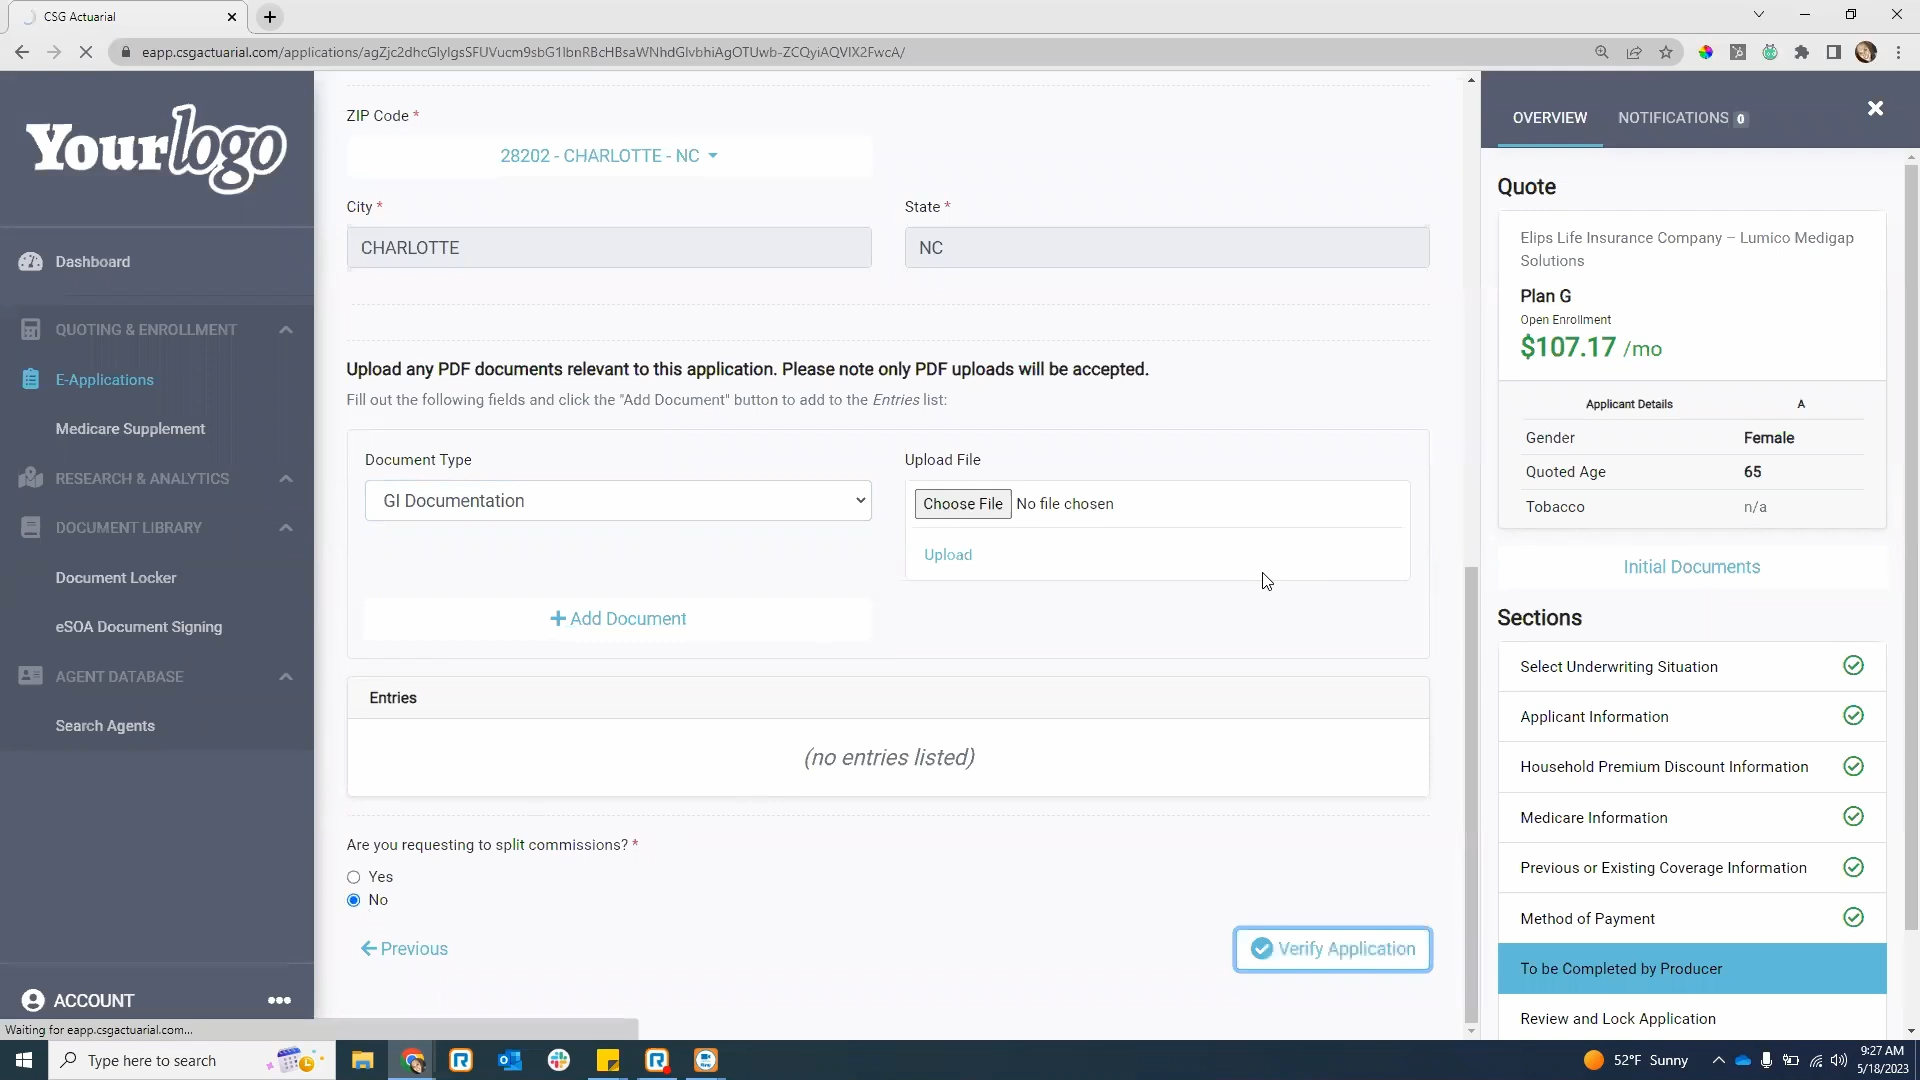 CSG Actuarial
eapp.csgactuarial.com/applications/agZjc2dhcGlyIgsSFUVucm9sbG1lbnRBcHBsaWNhdGlvbhiAgOTUwb-ZCQyiAQVIX2FwcA/
Yourlogo
Dashboard
QUOTING & ENROLLMENT
E-Applications
Medicare Supplement
RESEARCH & ANALYTICS
DOCUMENT LIBRARY
Document Locker
eSOA Document Signing
AGENT DATABASE
Search Agents
ACCOUNT
Waiting for eapp.csgactuarial.com...
ZIP Code *
28202 - CHARLOTTE - NC
City *
State *
CHARLOTTE
NC
Upload any PDF documents relevant to this application. Please note only PDF uploads will be accepted.
Fill out the following fields and click the "Add Document" button to add to the Entries list:
Document Type
Upload File
GI Documentation
Choose File No file chosen
Upload
+ Add Document
Entries
(no entries listed)
Are you requesting to split commissions? *
Yes
No
Previous
Verify Application
OVERVIEW
NOTIFICATIONS 0
Quote
Elips Life Insurance Company – Lumico Medigap
Solutions
Plan G
Open Enrollment
$107.17 /mo
Applicant Details A
Gender Female
Quoted Age 65
Tobacco n/a
Initial Documents
Sections
Select Underwriting Situation
Applicant Information
Household Premium Discount Information
Medicare Information
Previous or Existing Coverage Information
Method of Payment
To be Completed by Producer
Review and Lock Application
Type here to search
52°F Sunny
9:27 AM
5/18/2023